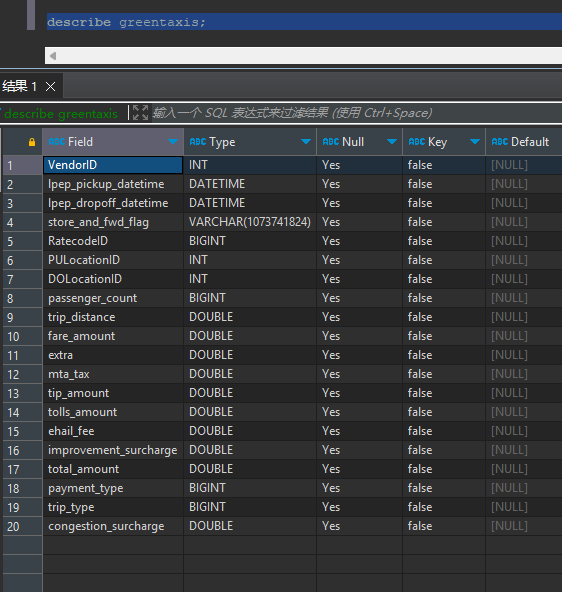 describe greentaxis;
结果 1
describe greentaxis 输入一个 SQL 表达式来过滤结果 (使用 Ctrl+Space)
ABC Field ABC Type ABC Null ABC Key ABC Default
1 VendorID INT Yes false [NULL]
2 lpep_pickup_datetime DATETIME Yes false [NULL]
3 lpep_dropoff_datetime DATETIME Yes false [NULL]
4 store_and_fwd_flag VARCHAR(1073741824) Yes false [NULL]
5 RatecodeID BIGINT Yes false [NULL]
6 PULocationID INT Yes false [NULL]
7 DOLocationID INT Yes false [NULL]
8 passenger_count BIGINT Yes false [NULL]
9 trip_distance DOUBLE Yes false [NULL]
10 fare_amount DOUBLE Yes false [NULL]
11 extra DOUBLE Yes false [NULL]
12 mta_tax DOUBLE Yes false [NULL]
13 tip_amount DOUBLE Yes false [NULL]
14 tolls_amount DOUBLE Yes false [NULL]
15 ehail_fee DOUBLE Yes false [NULL]
16 improvement_surcharge DOUBLE Yes false [NULL]
17 total_amount DOUBLE Yes false [NULL]
18 payment_type BIGINT Yes false [NULL]
19 trip_type BIGINT Yes false [NULL]
20 congestion_surcharge DOUBLE Yes false [NULL]